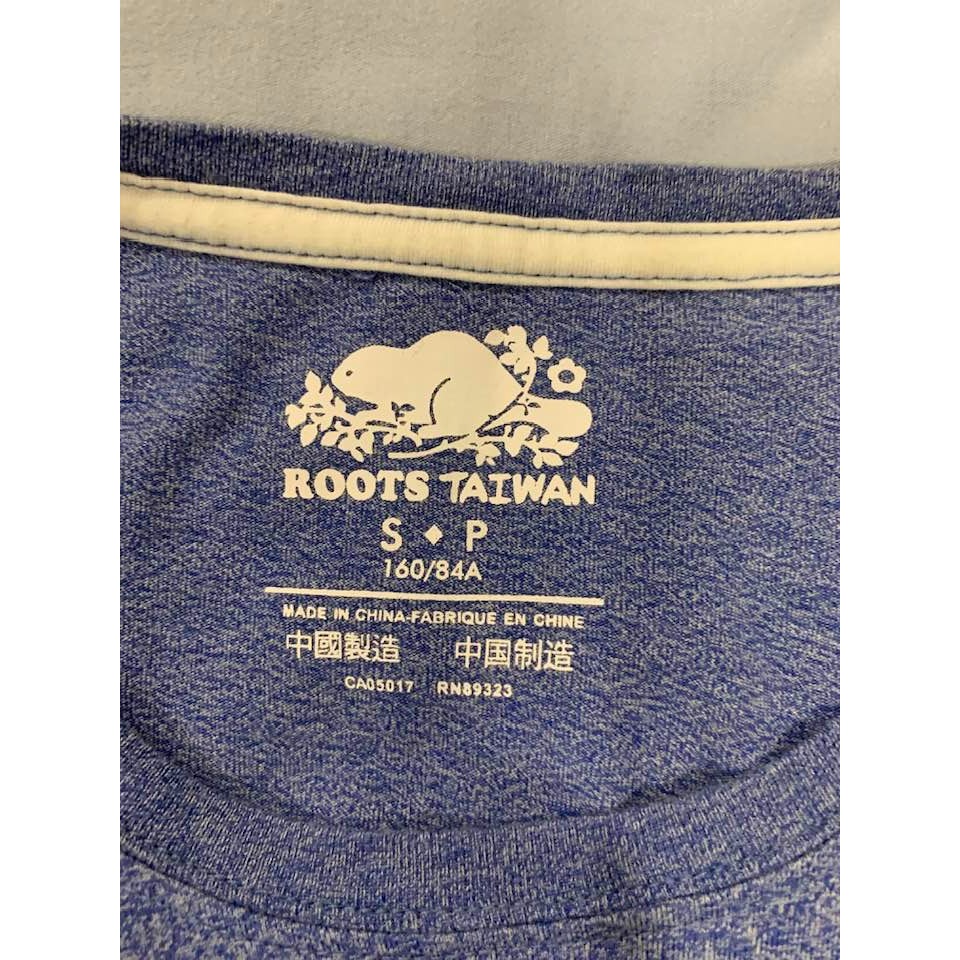 ROOTS TAIWAN
S ◆ P
160/84A
MADE IN CHINA-FABRIQUE EN CHINE
中國製造 中国制造
CA05017 RN89323